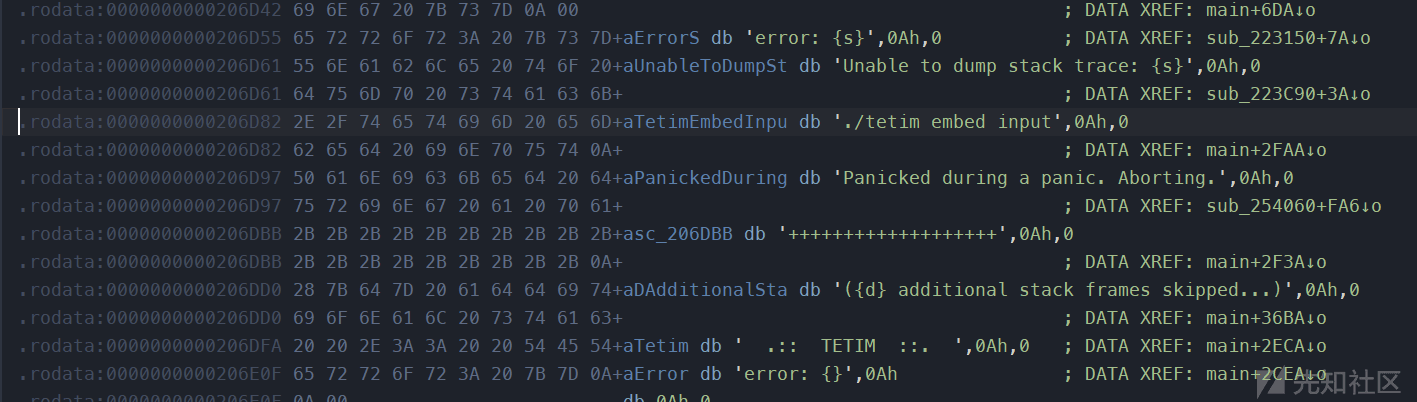 .rodata:0000000000206D42 69 6E 67 20 7B 73 7D 0A 00 ; DATA XREF: main+6DA↓o
.rodata:0000000000206D55 65 72 72 6F 72 3A 20 7B 73 7D+aErrorS db 'error: {s}',0Ah,0 ; DATA XREF: sub_223150+7A↓o
.rodata:0000000000206D61 55 6E 61 62 6C 65 20 74 6F 20+aUnableToDumpSt db 'Unable to dump stack trace: {s}',0Ah,0
.rodata:0000000000206D61 64 75 6D 70 20 73 74 61 63 6B+ ; DATA XREF: sub_223C90+3A↓o
.rodata:0000000000206D82 2E 2F 74 65 74 69 6D 20 65 6D+aTetimEmbedInpu db './tetim embed input',0Ah,0
.rodata:0000000000206D82 62 65 64 20 69 6E 70 75 74 0A+ ; DATA XREF: main+2FAA↓o
.rodata:0000000000206D97 50 61 6E 69 63 6B 65 64 20 64+aPanickedDuring db 'Panicked during a panic. Aborting.',0Ah,0
.rodata:0000000000206D97 75 72 69 6E 67 20 61 20 70 61+ ; DATA XREF: sub_254060+FA6↓o
.rodata:0000000000206DBB 2B 2B 2B 2B 2B 2B 2B 2B 2B 2B+asc_206DBB db '+++++++++++++++++++',0Ah,0
.rodata:0000000000206DBB 2B 2B 2B 2B 2B 2B 2B 2B 2B 0A+ ; DATA XREF: main+2F3A↓o
.rodata:0000000000206DD0 28 7B 64 7D 20 61 64 64 69 74+aDAdditionalSta db '({d} additional stack frames skipped...)',0Ah,0
.rodata:0000000000206DD0 69 6F 6E 61 6C 20 73 74 61 63+ ; DATA XREF: main+36BA↓o
.rodata:0000000000206DFA 20 20 2E 3A 3A 20 20 54 45 54+aTetim db '  .::  TETIM  ::.  ',0Ah,0 ; DATA XREF: main+2ECA↓o
.rodata:0000000000206E0F 65 72 72 6F 72 3A 20 7B 7D 0A+aError db 'error: {}',0Ah ; DATA XREF: main+2CEA↓o
.rodata:0000000000206E0F 0A 00 db 0Ah,0
先知社区